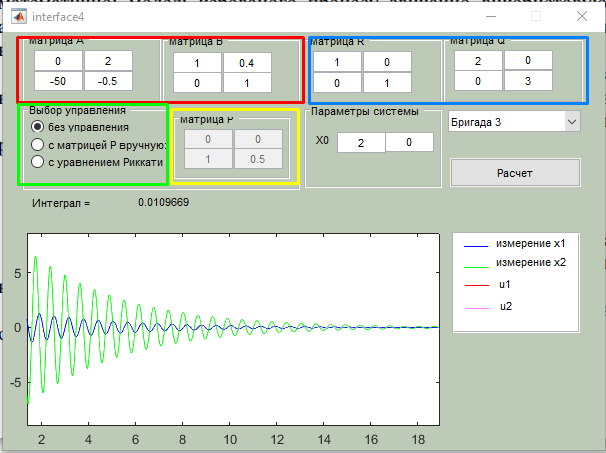 interface4
Матрица A Матрица B Матрица R Матрица Q
0 2 1 0.4 1 0 2 0
-50 -0.5 0 1 0 1 0 3
Выбор управления Матрица P Параметры системы
без управления
с матрицей P вручную:
с уравнением Риккати
0 0
1 0.5
X0 2 0
Бригада 3
Расчет
Интеграл = 0.0109669
измерение x1
измерение x2
u1
u2
5
0
-5
2 4 6 8 10 12 14 16 18